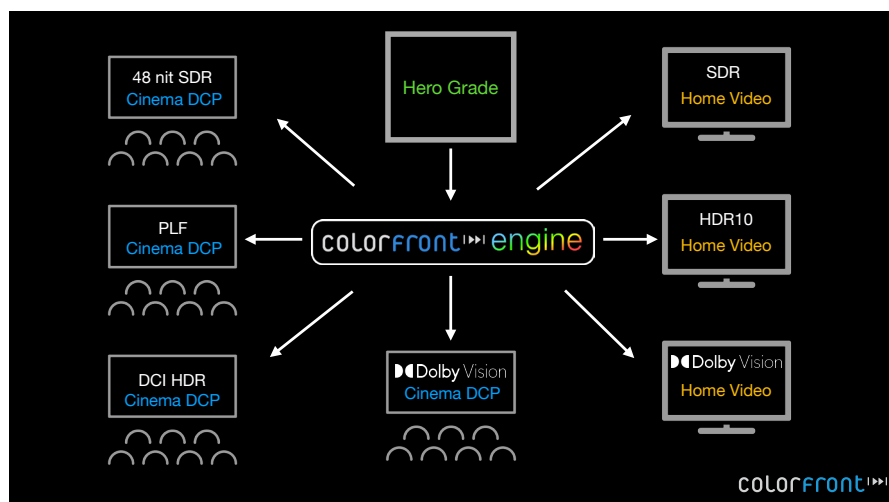 48 nit SDR
Cinema DCP
Hero Grade
SDR
Home Video
PLF
Cinema DCP
colorfront engine
HDR10
Home Video
DCI HDR
Cinema DCP
Dolby Vision
Cinema DCP
Dolby Vision
Home Video
colorfront